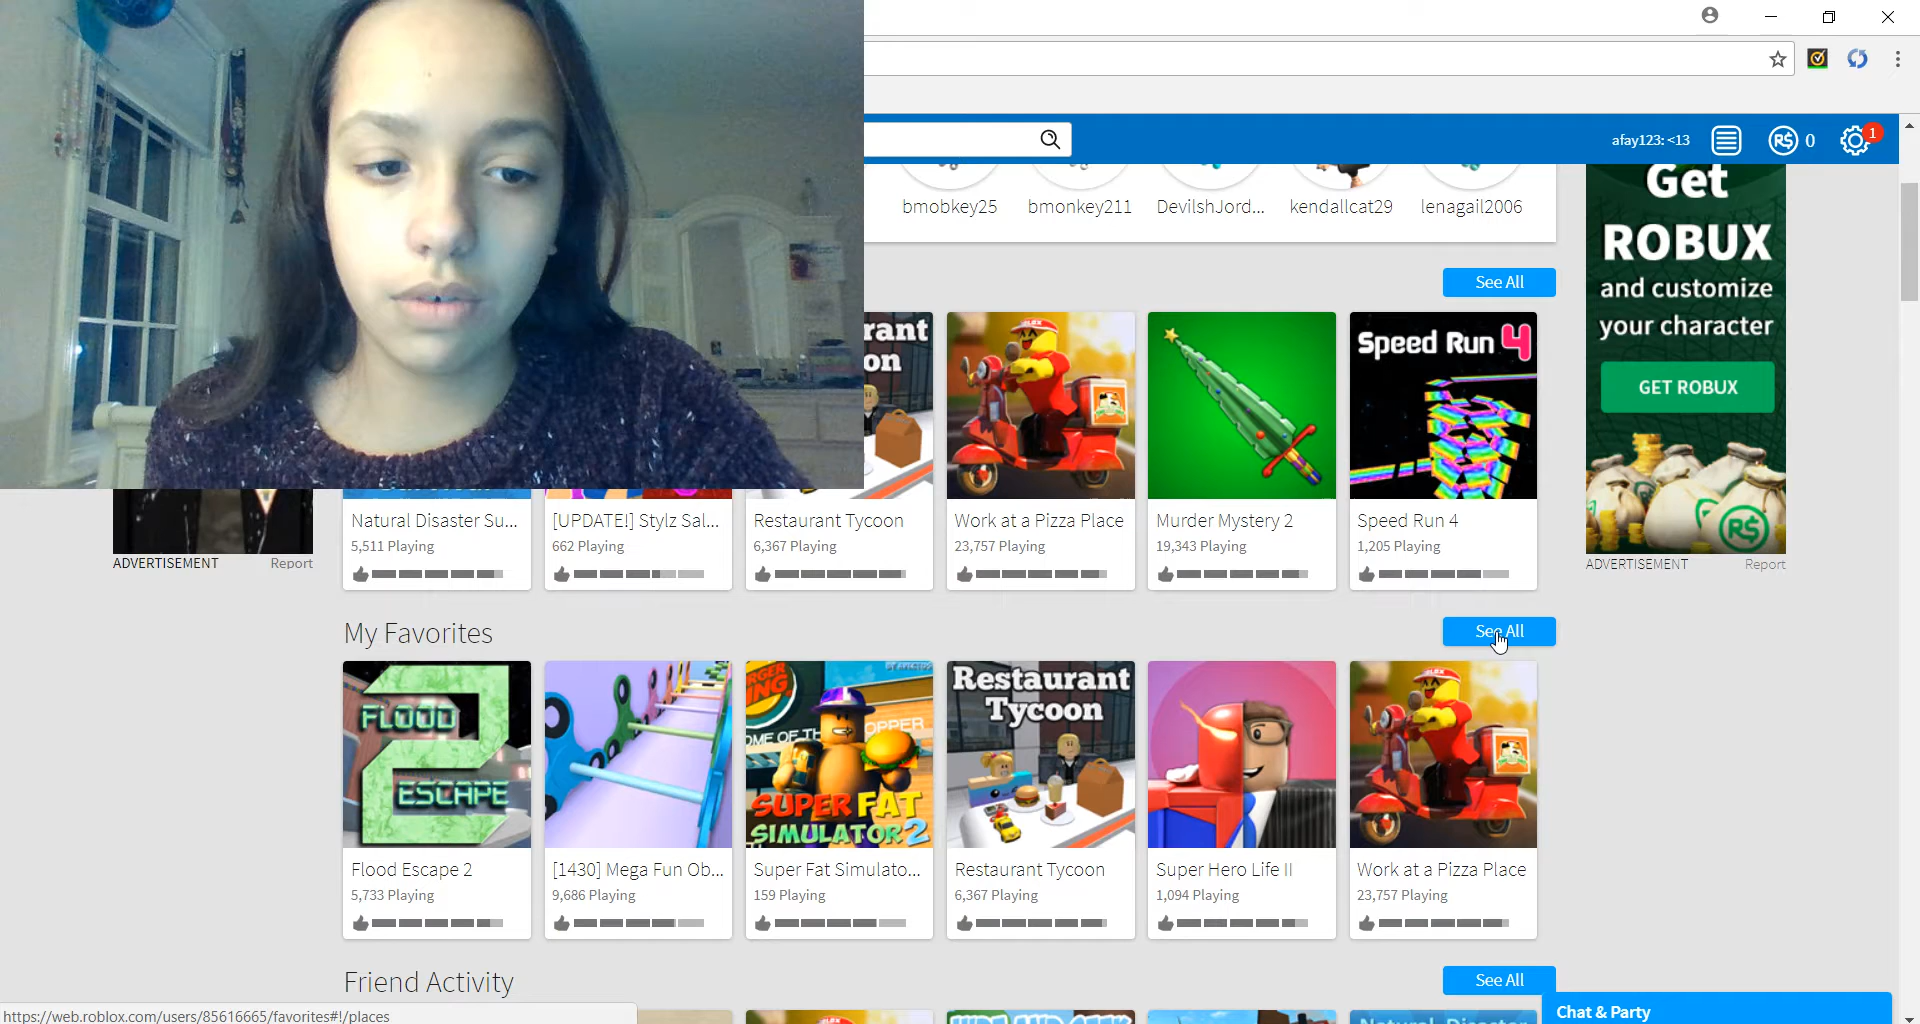 afay123: <13
R$ 0
1
bmobkey25
bmonkey211
DevilshJord...
kendallcat29
lenagail2006
Get
ROBUX
and customize
your character
GET ROBUX
R$
ADVERTISEMENT
Report
See All
rant
on
Speed Run 4
Natural Disaster Su...
5,511 Playing
[UPDATE!] Stylz Sal...
662 Playing
Restaurant Tycoon
6,367 Playing
Work at a Pizza Place
23,757 Playing
Murder Mystery 2
19,343 Playing
Speed Run 4
1,205 Playing
ADVERTISEMENT
Report
My Favorites
See All
FLOOD
2
ESCAPE
SUPER FAT
SIMULATOR 2
Restaurant
Tycoon
Flood Escape 2
5,733 Playing
[1430] Mega Fun Ob...
9,686 Playing
Super Fat Simulato...
159 Playing
Restaurant Tycoon
6,367 Playing
Super Hero Life II
1,094 Playing
Work at a Pizza Place
23,757 Playing
Friend Activity
See All
Chat & Party
https://web.roblox.com/users/85616665/favorites#!/places